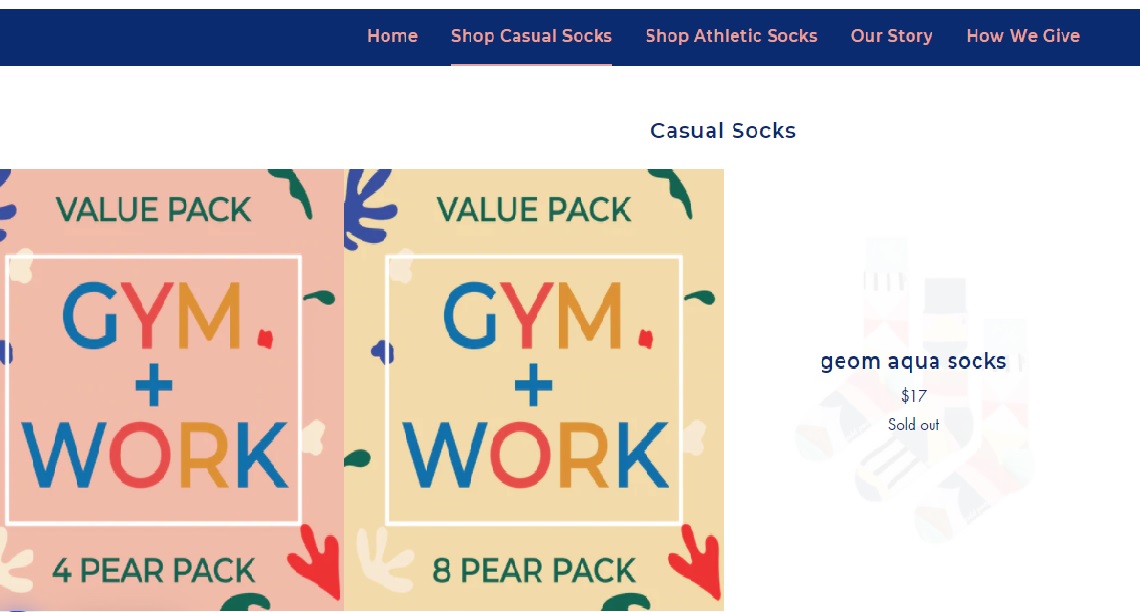 Home Shop Casual Socks Shop Athletic Socks Our Story How We Give
Casual Socks
VALUE PACK
GYM
+
WORK
4 PEAR PACK
VALUE PACK
GYM
+
WORK
8 PEAR PACK
geom aqua socks
$17
Sold out